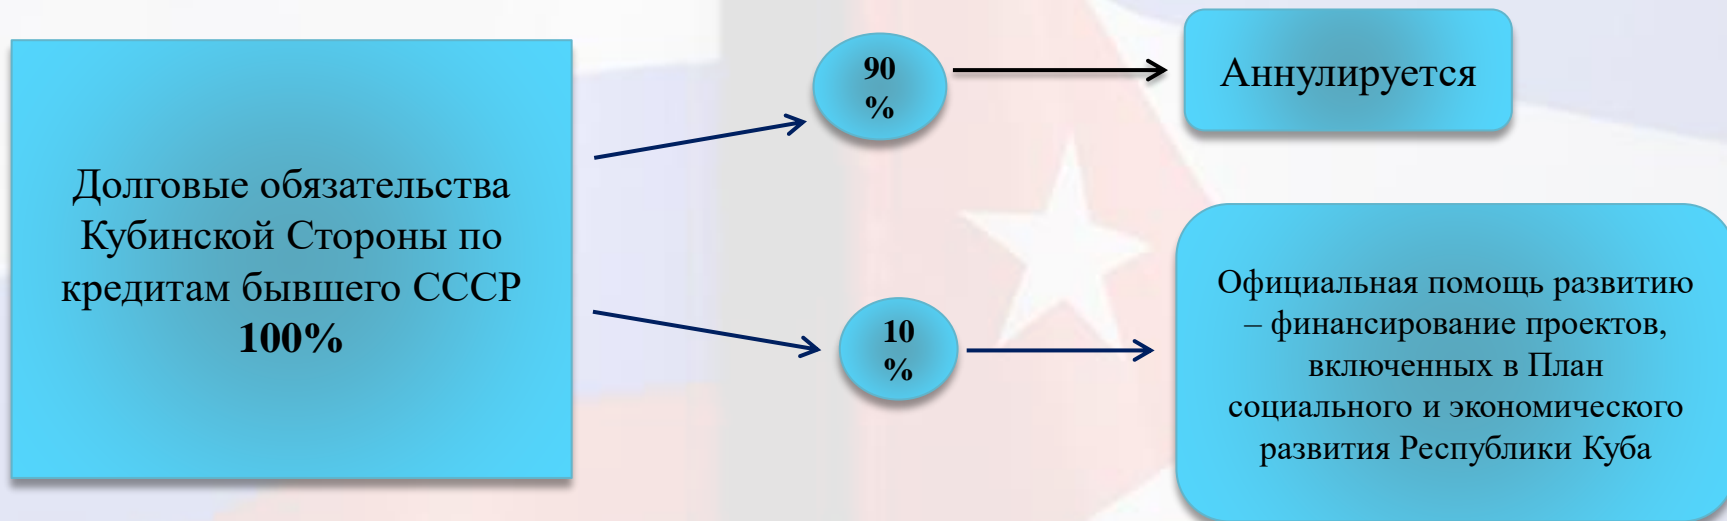 Долговые обязательства
Кубинской Стороны по
кредитам бывшего СССР
100%
90
%
Аннулируется
10
%
Официальная помощь развитию
– финансирование проектов,
включенных в План
социального и экономического
развития Республики Куба